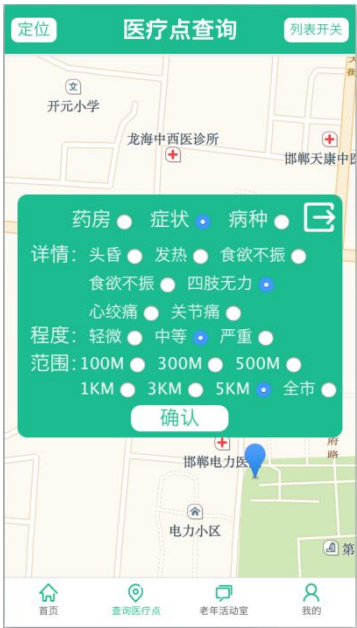 定位 医疗点查询 列表开关
文
开元小学
龙海中西医诊所
邯郸天康中医
药房 症状 病种
详情: 头昏 发热 食欲不振
食欲不振 四肢无力
心绞痛 关节痛
程度: 轻微 中等 严重
范围: 100M 300M 500M
1KM 3KM 5KM 全市
确认
府
路
邯郸电力医
电力小区
第
首页 查询医疗点 老年活动室 我的